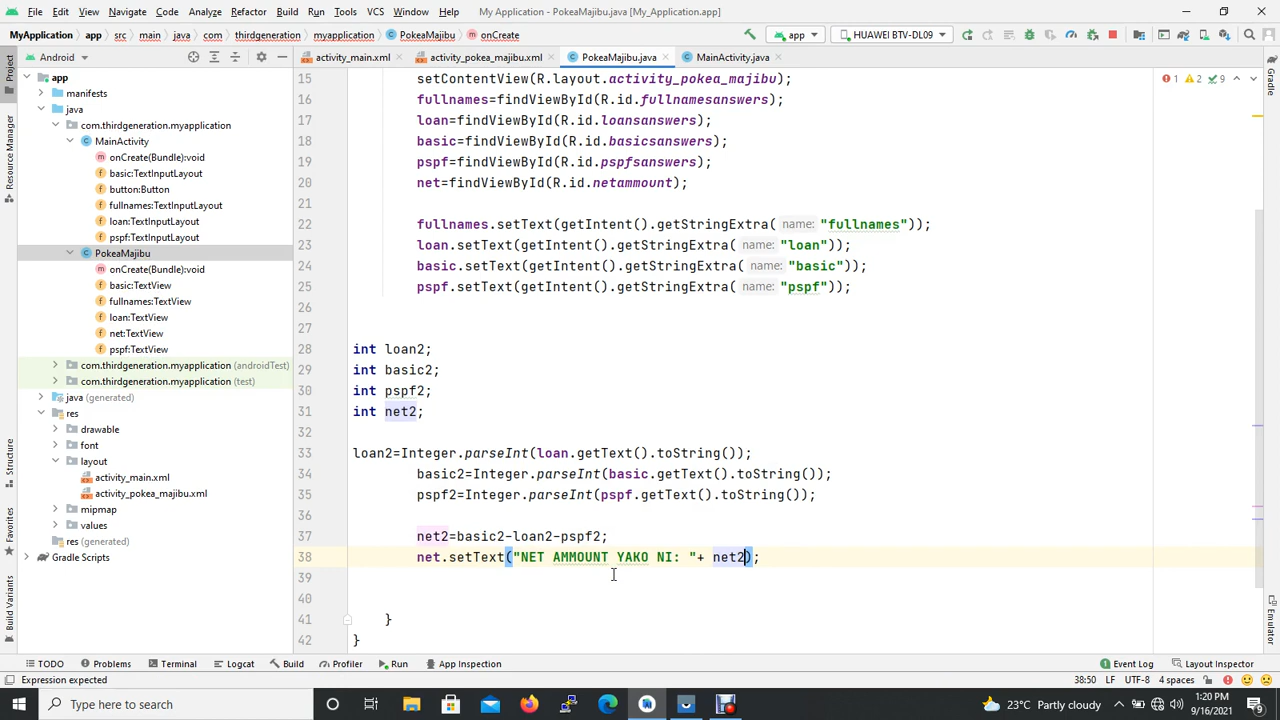 File Edit View Navigate Code Analyze Refactor Build Run Tools VCS Window Help My Application - PokeaMajibu.java [My_Application.app]
MyApplication app src main java com thirdgeneration myapplication PokeaMajibu onCreate app HUAWEI BTV-DL09
Android activity_main.xml activity_pokea_majibu.xml PokeaMajibu.java MainActivity.java
Project
Resource Manager
Structure
Favorites
Build Variants
app
manifests
java
com.thirdgeneration.myapplication
MainActivity
onCreate(Bundle):void
basic:TextInputLayout
button:Button
fullnames:TextInputLayout
loan:TextInputLayout
pspf:TextInputLayout
PokeaMajibu
onCreate(Bundle):void
basic:TextView
fullnames:TextView
loan:TextView
net:TextView
pspf:TextView
com.thirdgeneration.myapplication (androidTest)
com.thirdgeneration.myapplication (test)
java (generated)
res
drawable
font
layout
activity_main.xml
activity_pokea_majibu.xml
mipmap
values
res (generated)
Gradle Scripts
1 2 9
15 setContentView(R.layout.activity_pokea_majibu);
16 fullnames=findViewById(R.id.fullnamesanswers);
17 loan=findViewById(R.id.loansanswers);
18 basic=findViewById(R.id.basicsanswers);
19 pspf=findViewById(R.id.pspfsanswers);
20 net=findViewById(R.id.netammount);
21
22 fullnames.setText(getIntent().getStringExtra( name: "fullnames"));
23 loan.setText(getIntent().getStringExtra( name: "loan"));
24 basic.setText(getIntent().getStringExtra( name: "basic"));
25 pspf.setText(getIntent().getStringExtra( name: "pspf"));
26
27
28 int loan2;
29 int basic2;
30 int pspf2;
31 int net2;
32
33 loan2=Integer.parseInt(loan.getText().toString());
34 basic2=Integer.parseInt(basic.getText().toString());
35 pspf2=Integer.parseInt(pspf.getText().toString());
36
37 net2=basic2-loan2-pspf2;
38 net.setText("NET AMMOUNT YAKO NI: "+ net2);
39
40
41 }
42 }
Gradle
Emulator
TODO Problems Terminal Logcat Build Profiler Run App Inspection Event Log Layout Inspector
Expression expected 38:50 LF UTF-8 4 spaces
Type here to search 23°C Partly cloudy 1:20 PM
9/16/2021 9